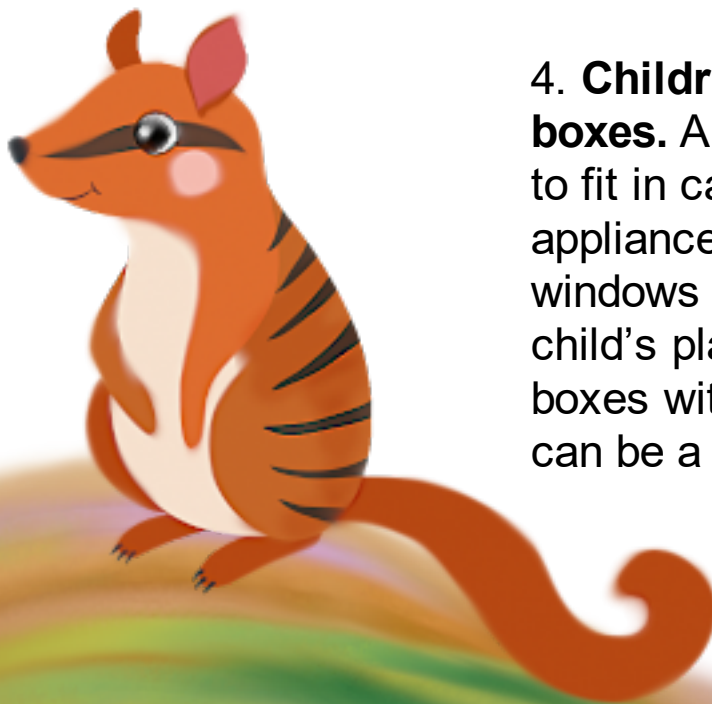 4. Childr
boxes. A
to fit in ca
appliance
windows
child’s pla
boxes wit
can be a